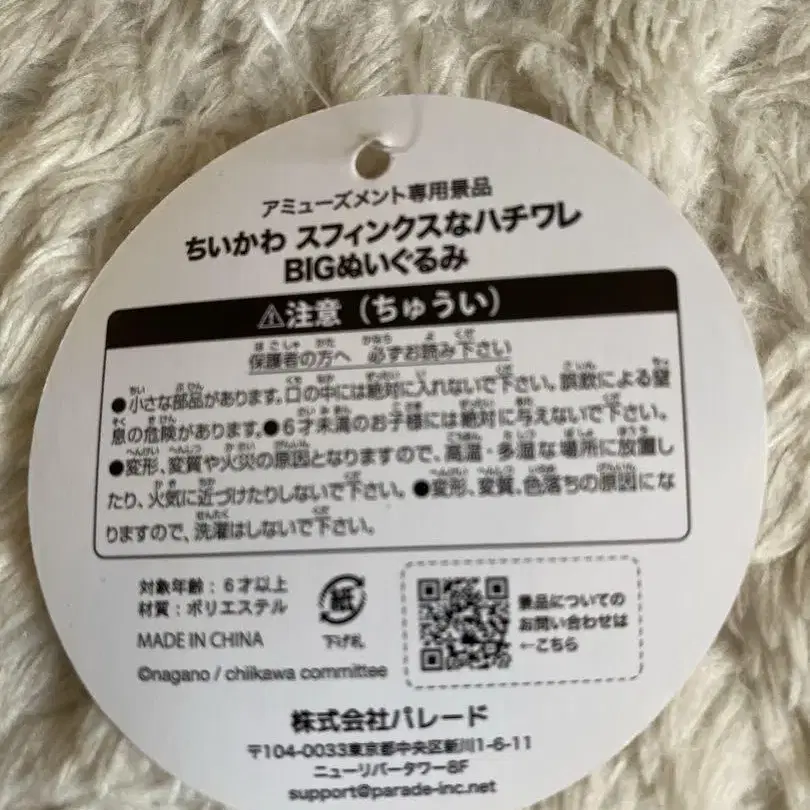 アミューズメント専用景品
ちいかわ スフィンクスなハチワレ
BIGぬいぐるみ
⚠注意（ちゅうい）
保護者の方へ 必ずお読み下さい
●小さな部品があります。口の中には絶対に入れないで下さい。誤飲による窒
息の危険があります。●6才未満のお子様には絶対に与えないで下さい。
●変形、変質や火災の原因となりますので、高温・多湿な場所に放置し
たり、火気に近づけたりしないで下さい。●変形、変質、色落ちの原因にな
りますので、洗濯はしないで下さい。
対象年齢：6才以上
材質：ポリエステル
MADE IN CHINA
©nagano / chiikawa committee
紙
下げ札
景品についての
お問い合わせは
←こちら
株式会社パレード
〒104-0033東京都中央区新川1-6-11
ニューリバータワー8F
support@parade-inc.net